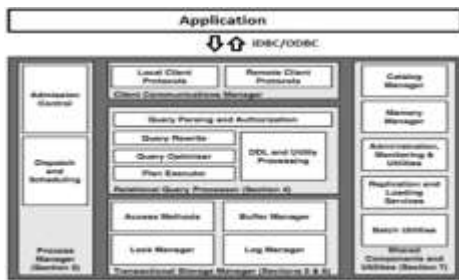 Application
JDBC/ODBC
Admission
Control
Dispatch
and
Scheduling
Process
Manager
(Section 2)
Local Client
Protocols
Remote Client
Protocols
Client Communications Manager
Query Parsing and Authorization
Query Rewrite
Query Optimizer
Plan Executor
DDL and Utility
Processing
Relational Query Processor (Section 4)
Access Methods
Buffer Manager
Lock Manager
Log Manager
Transactional Storage Manager (Sections 5 & 6)
Catalog
Manager
Memory
Manager
Administration,
Monitoring &
Utilities
Replication and
Loading
Services
Batch Utilities
Shared
Components and
Utilities (Section 7)